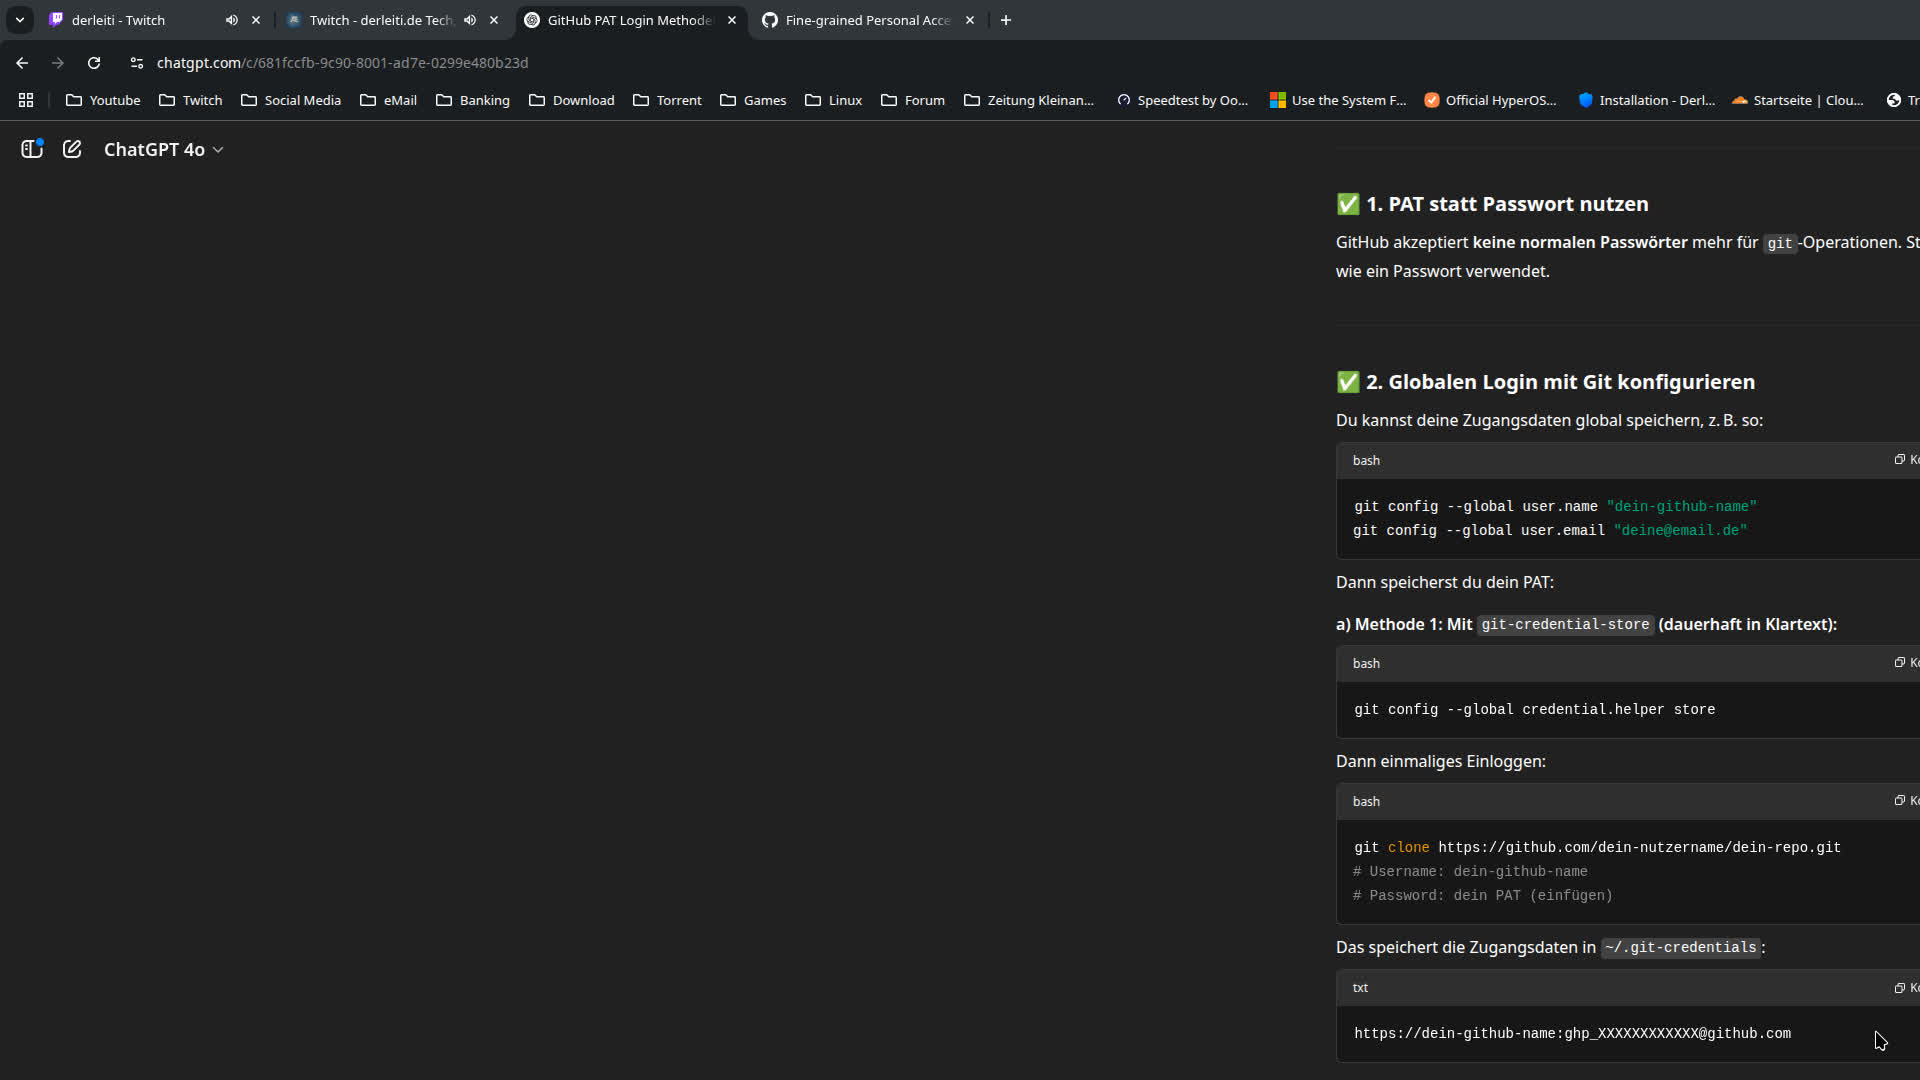 derleiti - Twitch
Twitch - derleiti.de Tech
GitHub PAT Login Methode
Fine-grained Personal Acce
chatgpt.com/c/681fccfb-9c90-8001-ad7e-0299e480b23d
Youtube Twitch Social Media eMail Banking Download Torrent Games Linux Forum Zeitung Kleinan... Speedtest by Oo... Use the System F... Official HyperOS... Installation - Derl... Startseite | Clou... Tr
ChatGPT 4o
✅ 1. PAT statt Passwort nutzen
GitHub akzeptiert keine normalen Passwörter mehr für git-Operationen. St
wie ein Passwort verwendet.
✅ 2. Globalen Login mit Git konfigurieren
Du kannst deine Zugangsdaten global speichern, z. B. so:
bash Ko
git config --global user.name "dein-github-name"
git config --global user.email "deine@email.de"
Dann speicherst du dein PAT:
a) Methode 1: Mit git-credential-store (dauerhaft in Klartext):
bash Ko
git config --global credential.helper store
Dann einmaliges Einloggen:
bash Ko
git clone https://github.com/dein-nutzername/dein-repo.git
# Username: dein-github-name
# Password: dein PAT (einfügen)
Das speichert die Zugangsdaten in ~/.git-credentials:
txt Ko
https://dein-github-name:ghp_XXXXXXXXXXXX@github.com